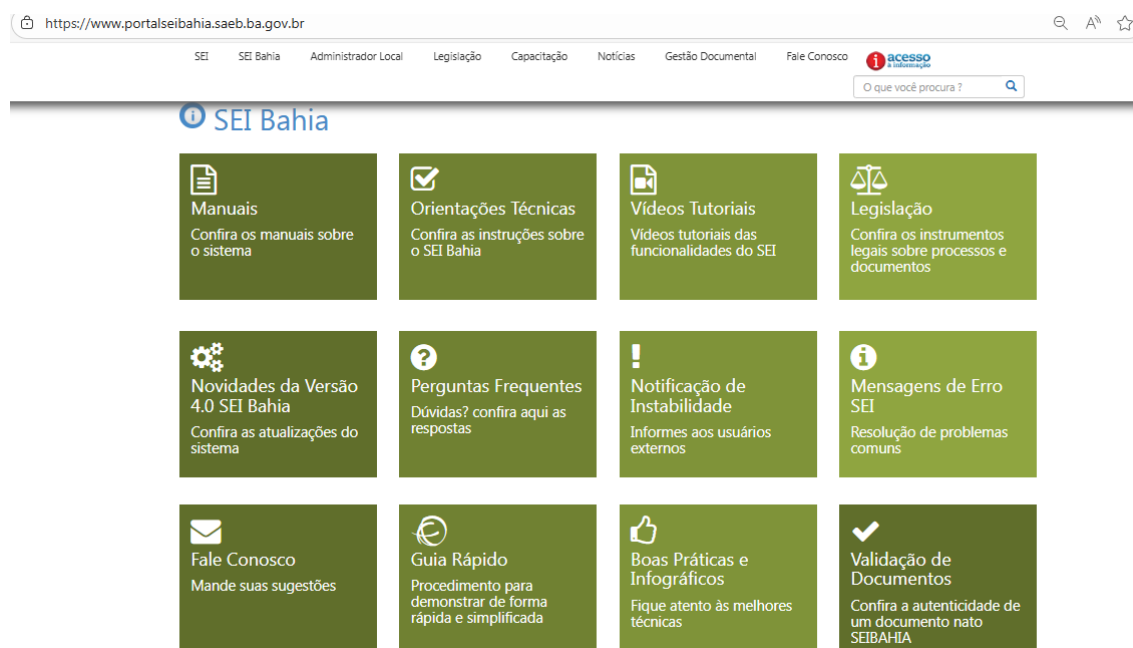 https://www.portalseibahia.saeb.ba.gov.br
SEI SEI Bahia Administrador Local Legislação Capacitação Notícias Gestão Documental Fale Conosco acesso
à informação
O que você procura ?
SEI Bahia
Manuais
Confira os manuais sobre
o sistema
Orientações Técnicas
Confira as instruções sobre
o SEI Bahia
Vídeos Tutoriais
Vídeos tutoriais das
funcionalidades do SEI
Legislação
Confira os instrumentos
legais sobre processos e
documentos
Novidades da Versão
4.0 SEI Bahia
Confira as atualizações do
sistema
Perguntas Frequentes
Dúvidas? confira aqui as
respostas
Notificação de
Instabilidade
Informes aos usuários
externos
Mensagens de Erro
SEI
Resolução de problemas
comuns
Fale Conosco
Mande suas sugestões
Guia Rápido
Procedimento para
demonstrar de forma
rápida e simplificada
Boas Práticas e
Infográficos
Fique atento às melhores
técnicas
Validação de
Documentos
Confira a autenticidade de
um documento nato
SEIBAHIA